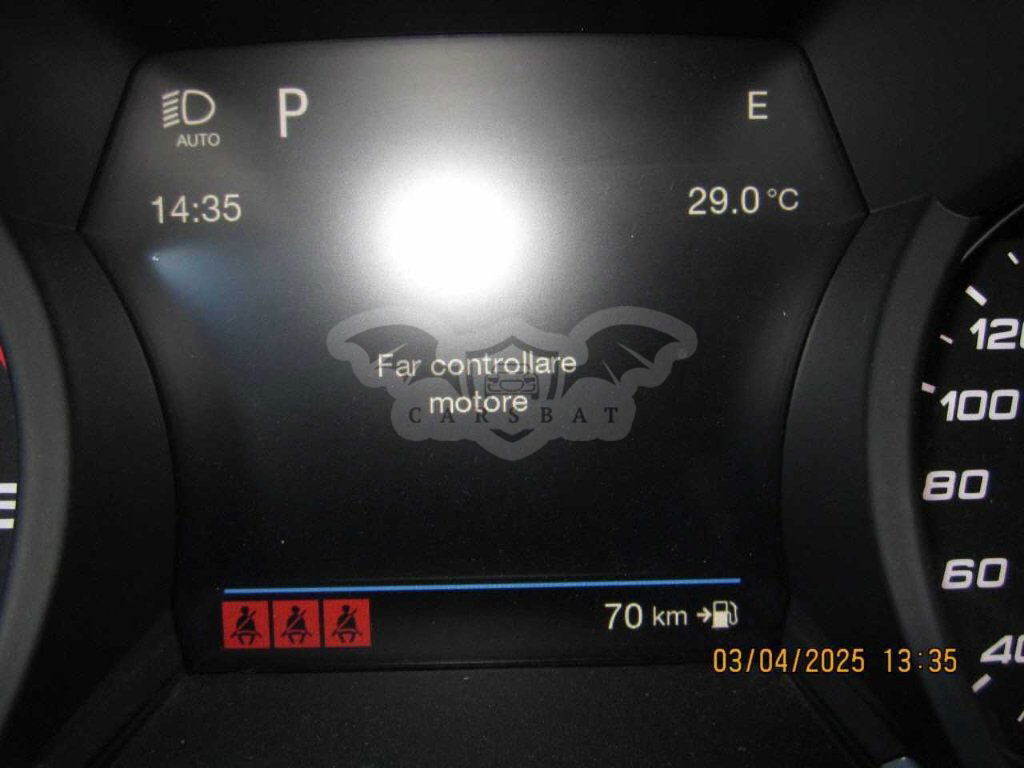 AUTO
P
E
14:35
29.0 °C
Far controllare
motore
CARSBAT
70 km
03/04/2025 13:35
120
100
80
60
40